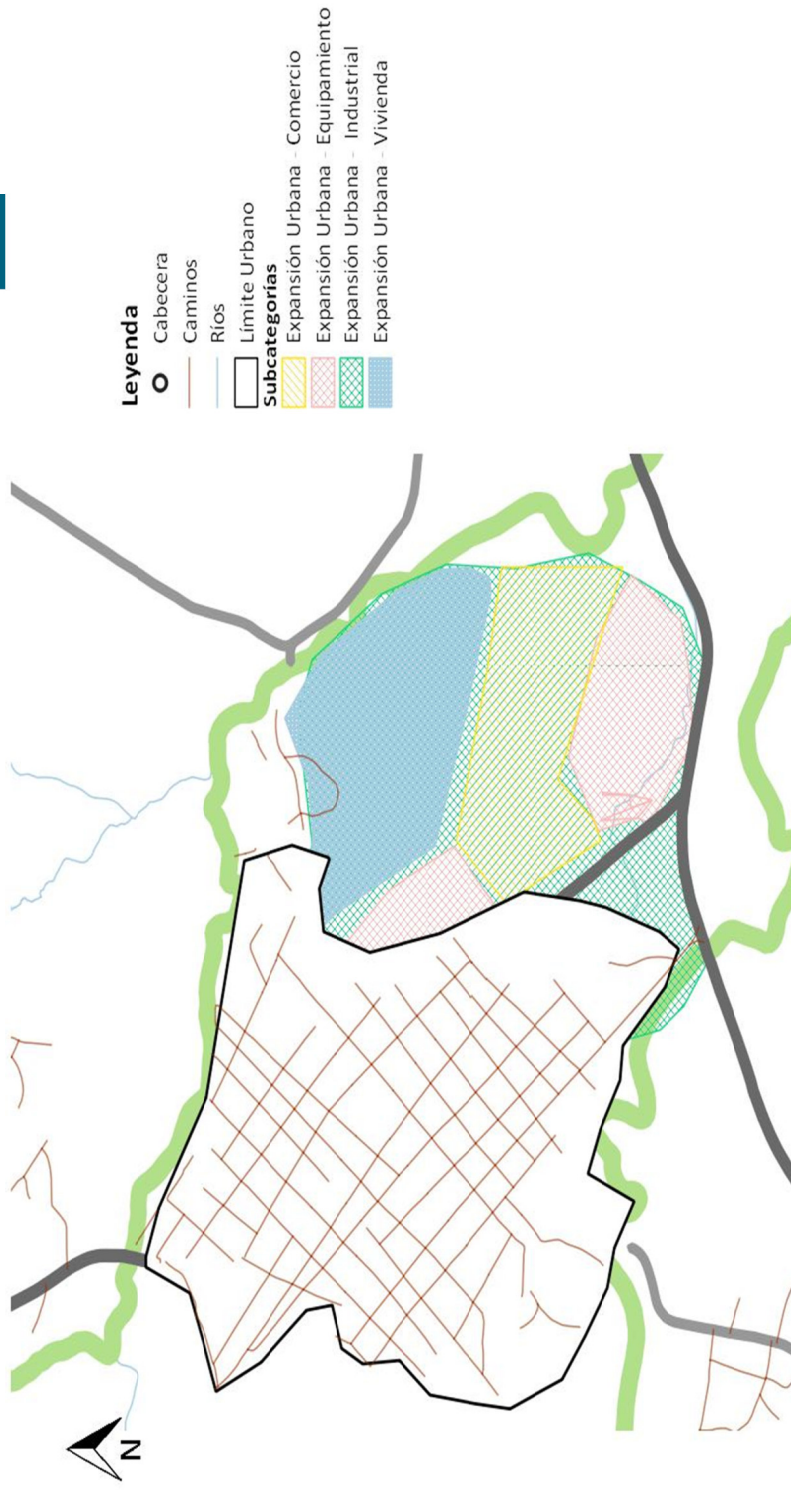 N
Leyenda
Cabecera
Caminos
Ríos
Límite Urbano
Subcategorías
Expansión Urbana - Comercio
Expansión Urbana - Equipamiento
Expansión Urbana - Industrial
Expansión Urbana - Vivienda